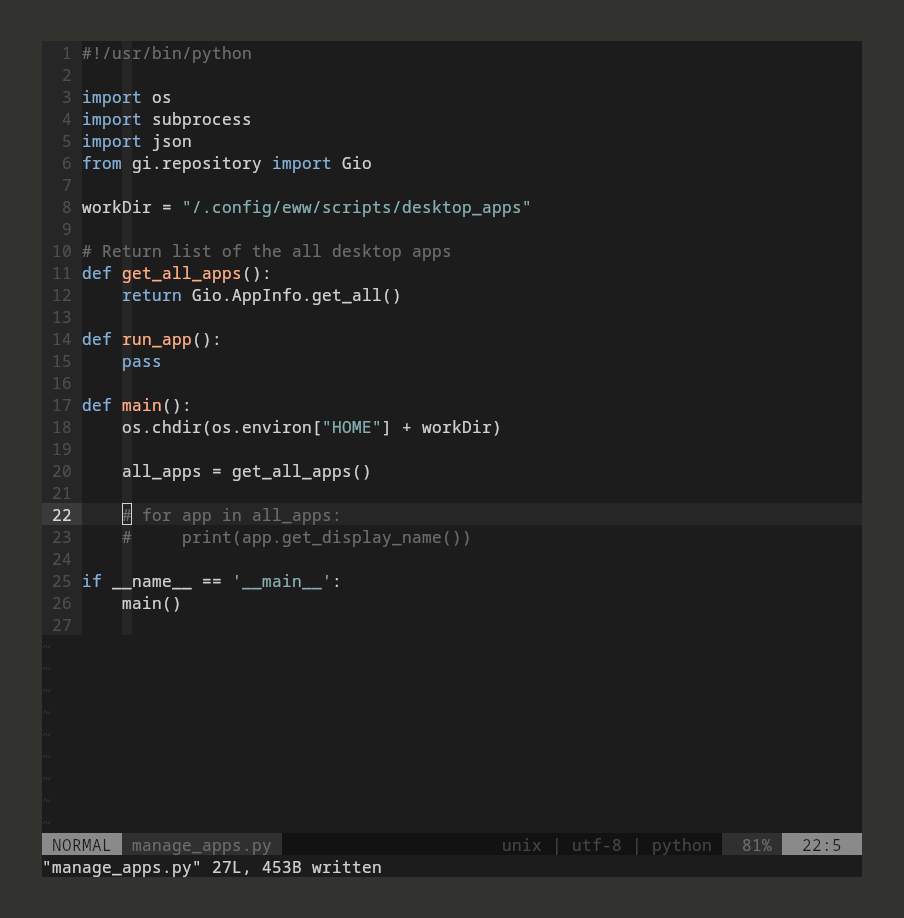 1 #!/usr/bin/python
2
3 import os
4 import subprocess
5 import json
6 from gi.repository import Gio
7
8 workDir = "/.config/eww/scripts/desktop_apps"
9
10 # Return list of the all desktop apps
11 def get_all_apps():
12     return Gio.AppInfo.get_all()
13
14 def run_app():
15     pass
16
17 def main():
18     os.chdir(os.environ["HOME"] + workDir)
19
20     all_apps = get_all_apps()
21
22     # for app in all_apps:
23     #     print(app.get_display_name())
24
25 if __name__ == '__main__':
26     main()
27
~
~
~
~
~
~
~
~
~
NORMAL manage_apps.py unix | utf-8 | python 81% 22:5
"manage_apps.py" 27L, 453B written